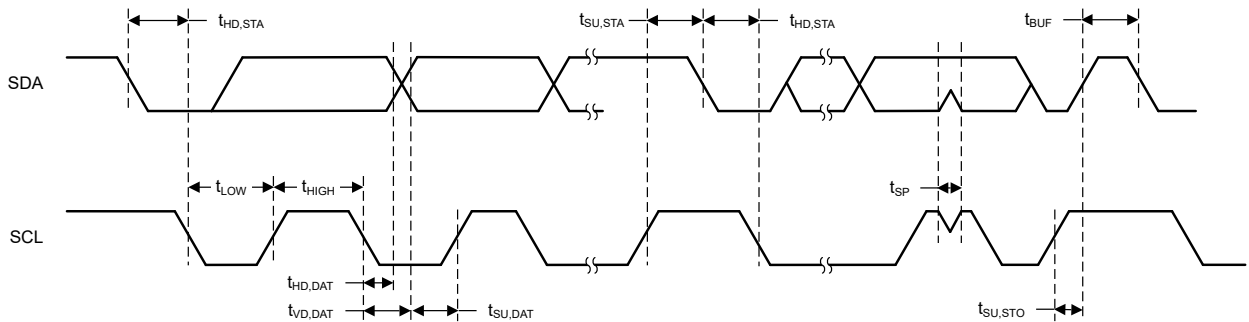 tHD,STA
tSU,STA
tHD,STA
tBUF
SDA
tLOW
tHIGH
tSP
SCL
tHD,DAT
tVD,DAT
tSU,DAT
tSU,STO